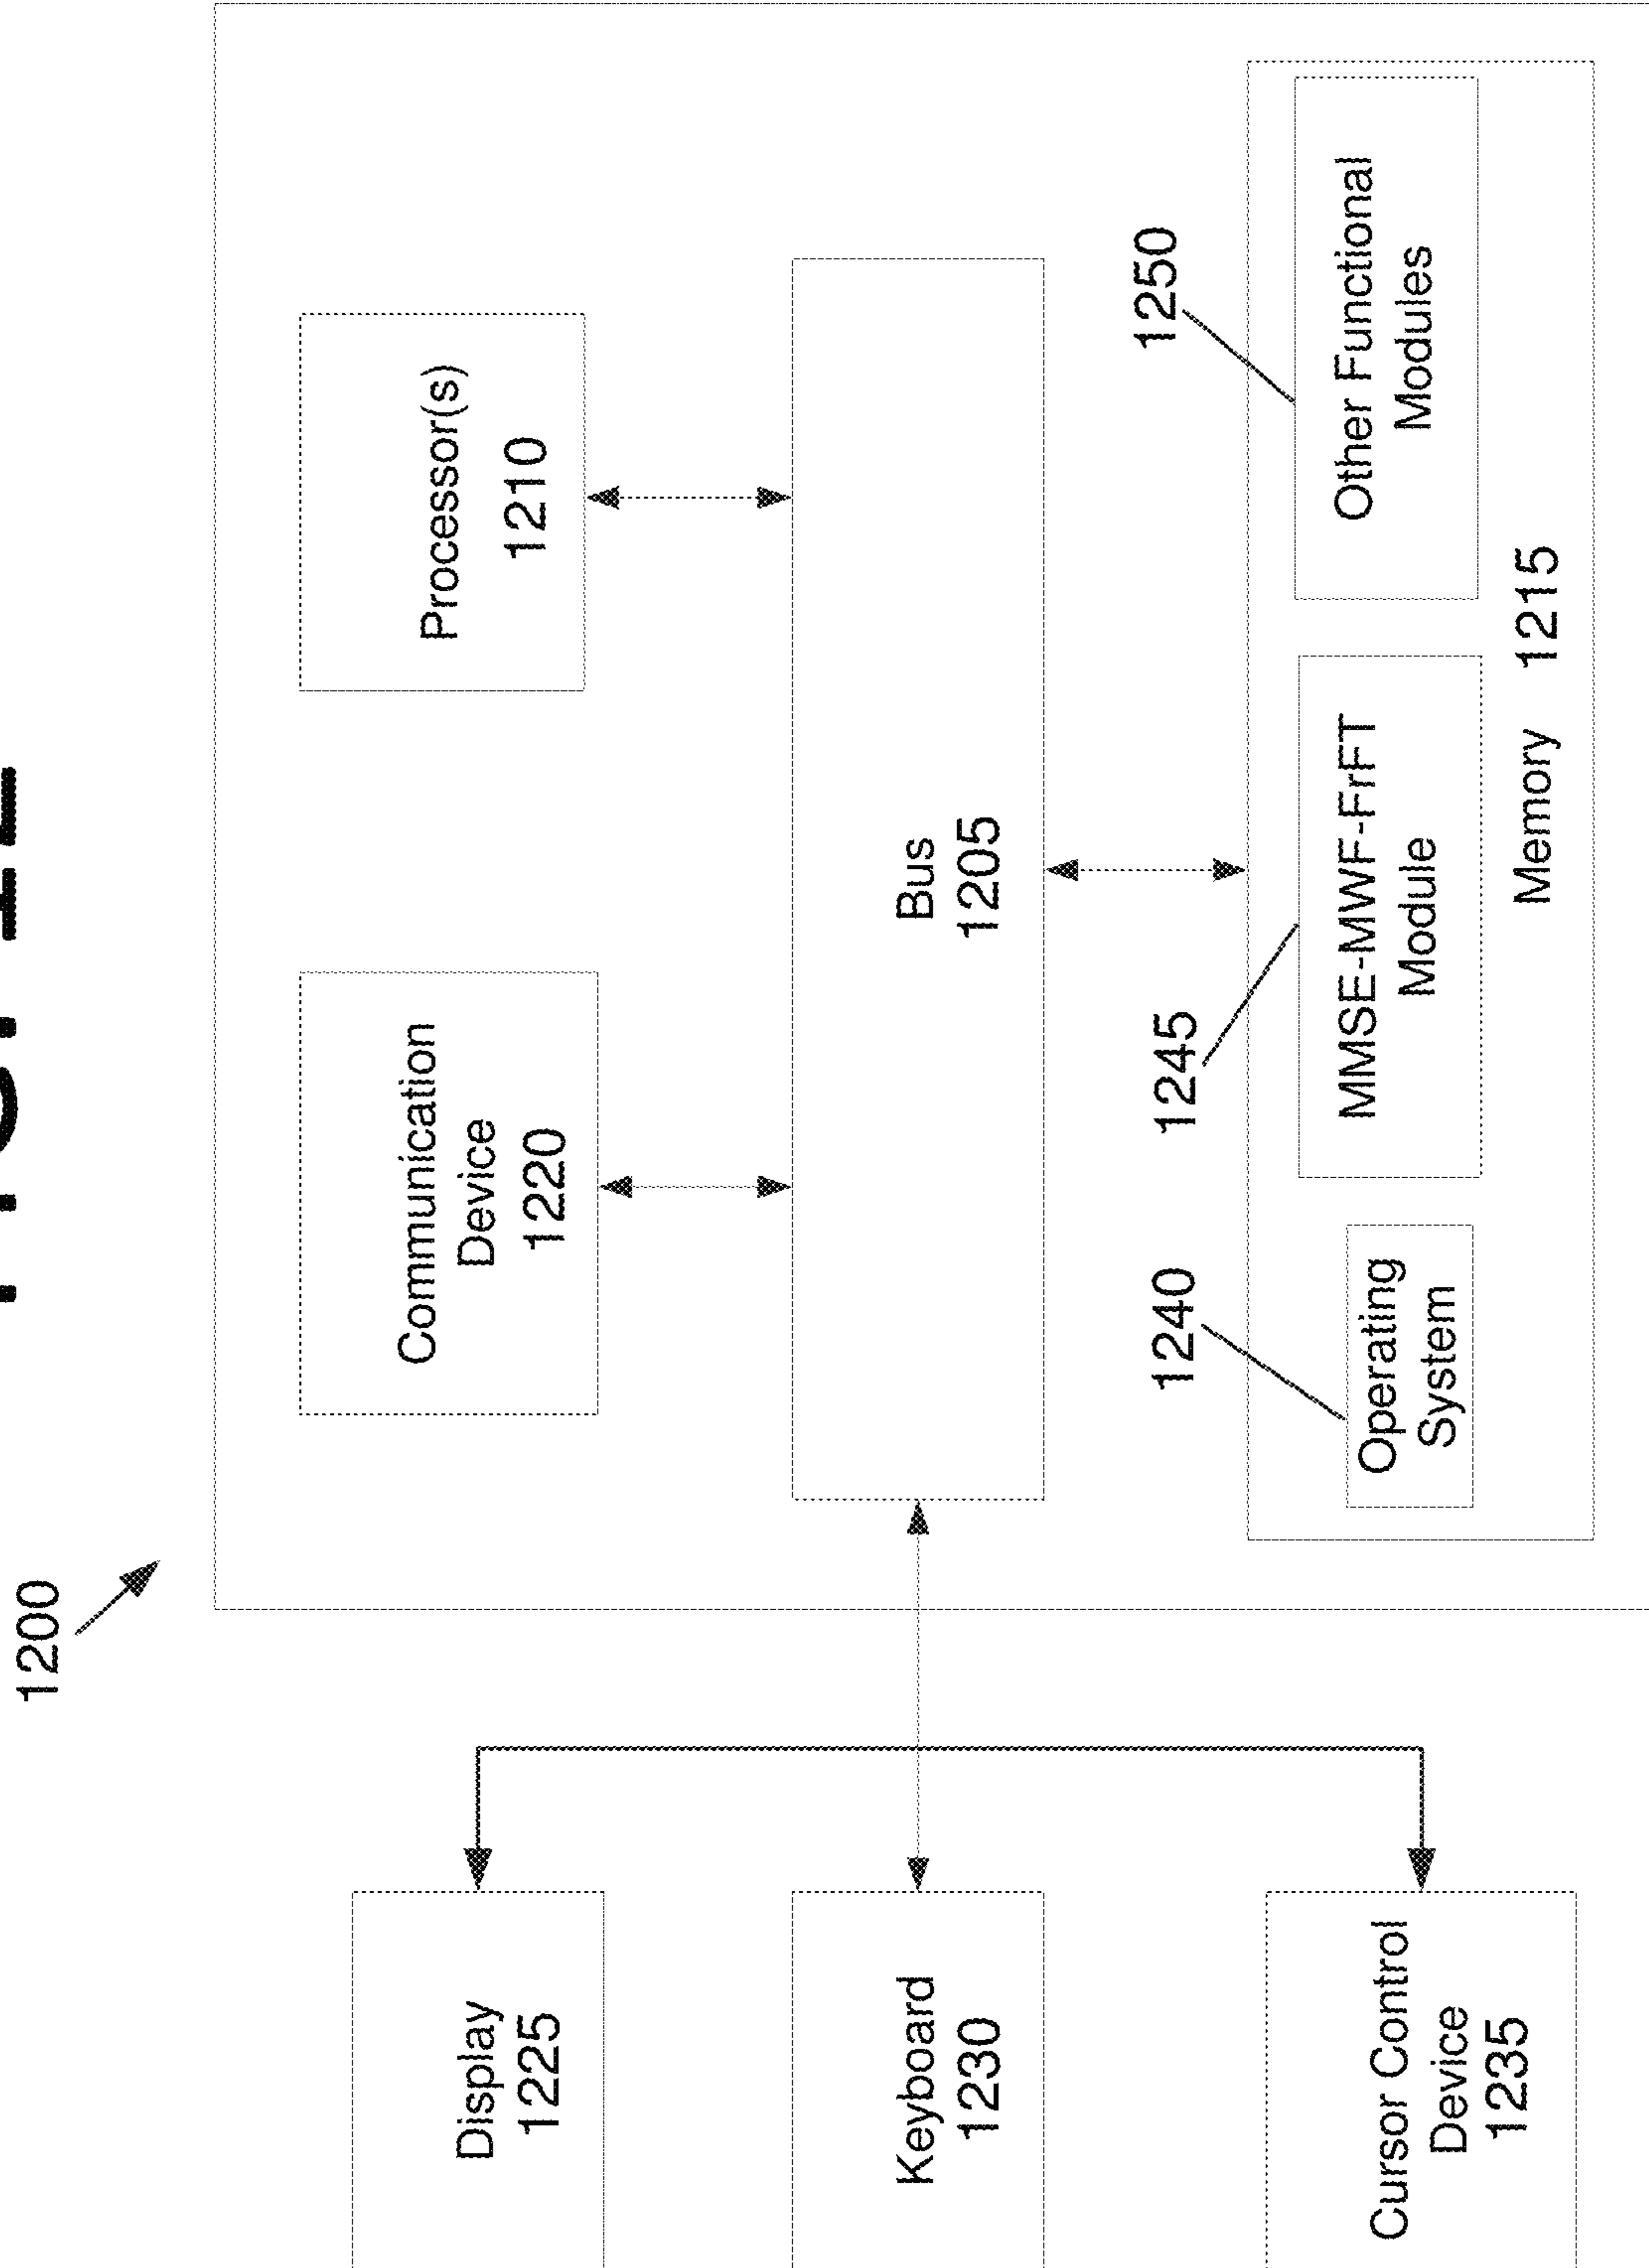 1200
Display
1225
Keyboard
1230
Cursor Control
Device
1235
Communication
Device
1220
Processor(s)
1210
Bus
1205
1240
1245
1250
Operating
System
MMSE-MWF-FrFT
Module
Other Functional
Modules
Memory 1215